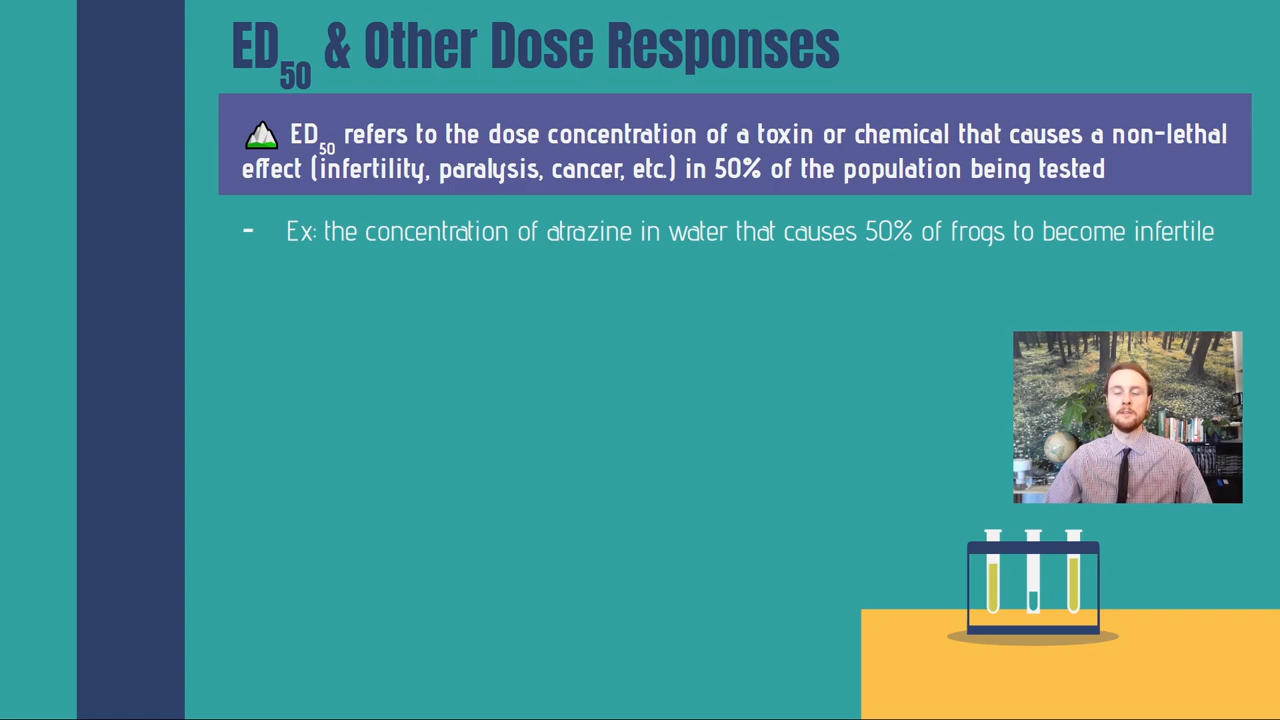 ED50 & Other Dose Responses
ED50 refers to the dose concentration of a toxin or chemical that causes a non-lethal
effect (infertility, paralysis, cancer, etc.) in 50% of the population being tested
- Ex: the concentration of atrazine in water that causes 50% of frogs to become infertile